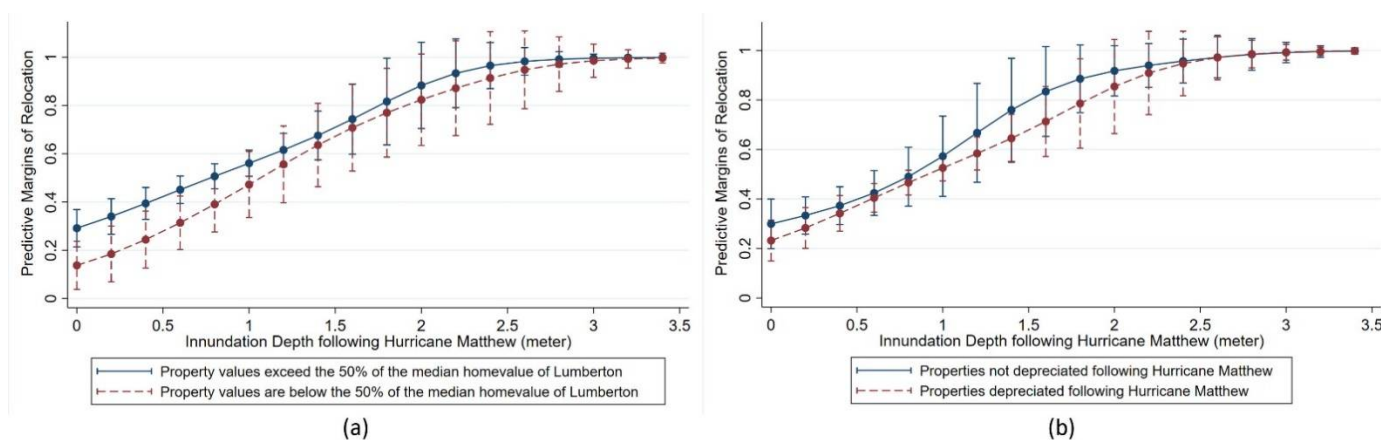 Predictive Margins of Relocation
1
0.8
0.6
0.4
0.2
0
0 0.5 1 1.5 2 2.5 3 3.5
Innundation Depth following Hurricane Matthew (meter)
Property values exceed the 50% of the median homevalue of Lumberton
Property values are below the 50% of the median homevalue of Lumberton
(a)
Predictive Margins of Relocation
1
0.8
0.6
0.4
0.2
0
0 0.5 1 1.5 2 2.5 3 3.5
Innundation Depth following Hurricane Matthew (meter)
Properties not depreciated following Hurricane Matthew
Properties depreciated following Hurricane Matthew
(b)